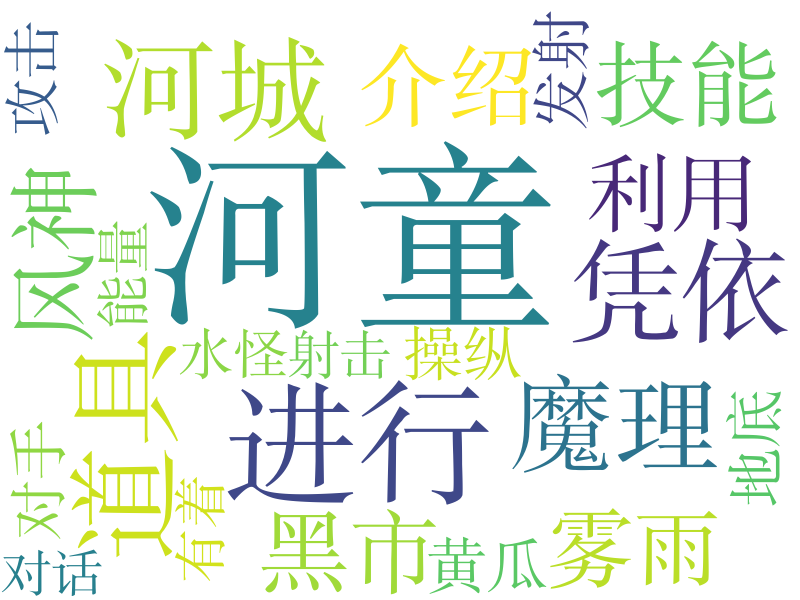 攻击
河城
介绍
发射
技能
风神
能量
河童
利用
凭依
水怪射击
操纵
道具
进行
魔理
地底
对手
有着
黑市
黄瓜
雾雨
对话